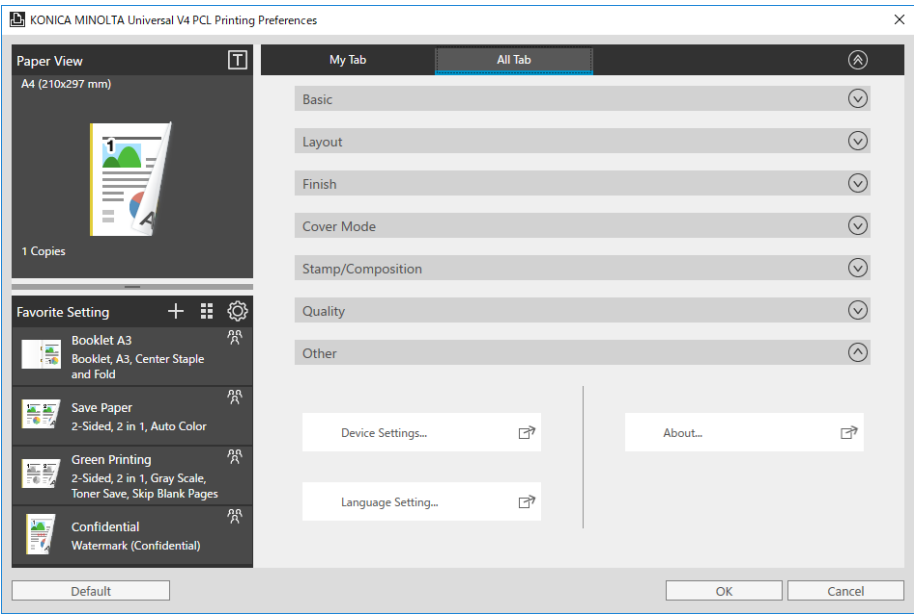 KONICA MINOLTA Universal V4 PCL Printing Preferences
Paper View
T
A4 (210x297 mm)
1
A
1 Copies
Favorite Setting
Booklet A3
Booklet, A3, Center Staple
and Fold
Save Paper
2-Sided, 2 in 1, Auto Color
Green Printing
2-Sided, 2 in 1, Gray Scale,
Toner Save, Skip Blank Pages
Confidential
Watermark (Confidential)
My Tab
All Tab
Basic
Layout
Finish
Cover Mode
Stamp/Composition
Quality
Other
Device Settings...
About...
Language Setting...
Default
OK
Cancel